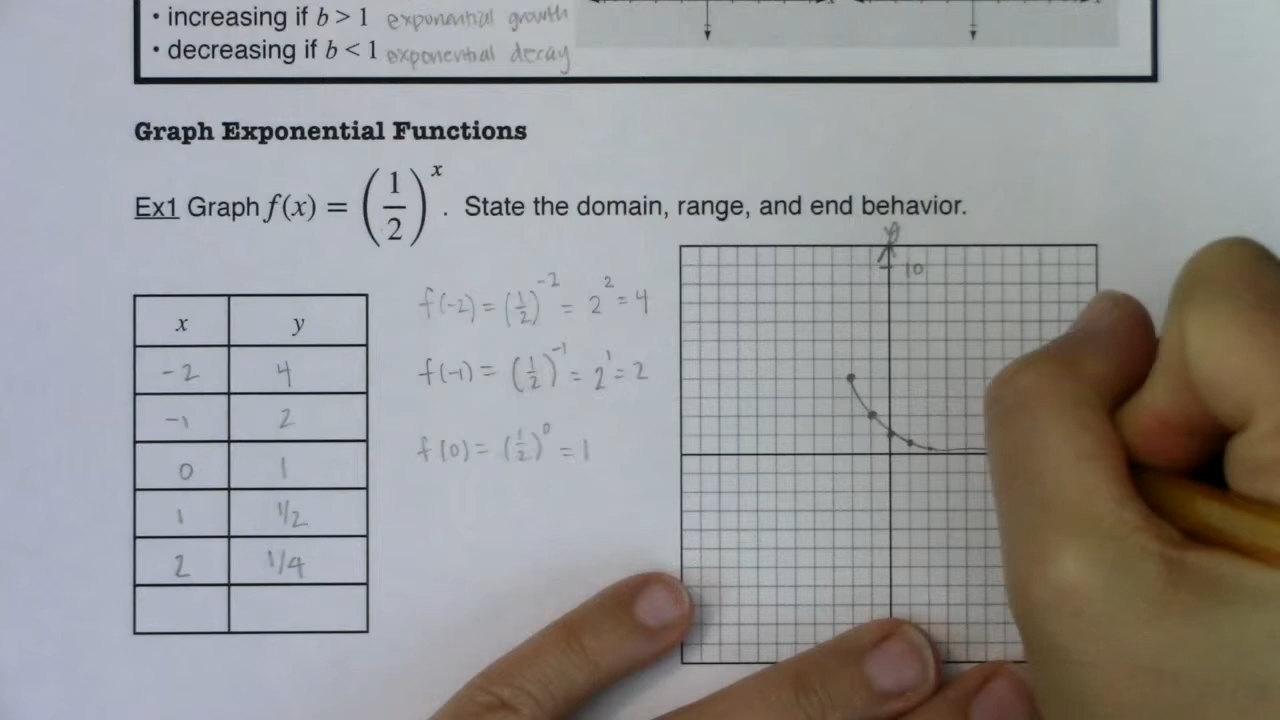 • increasing if b > 1 exponential growth
• decreasing if b < 1 exponential decay
Graph Exponential Functions
Ex1 Graph f(x) = (1/2)^x. State the domain, range, and end behavior.
y
10
x y
-2 4
-1 2
0 1
1 1/2
2 1/4
f(-2) = (1/2)^-2 = 2^2 = 4
f(-1) = (1/2)^-1 = 2^1 = 2
f(0) = (1/2)^0 = 1